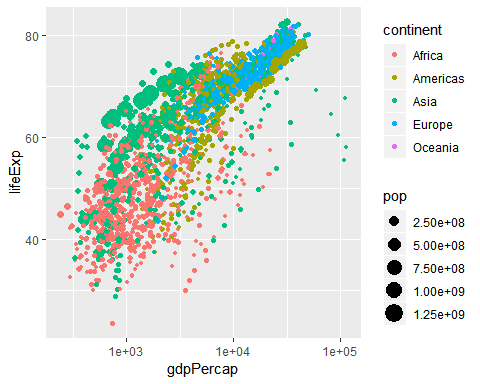 80
60
40
lifeExp
1e+03
1e+04
1e+05
gdpPercap
continent
Africa
Americas
Asia
Europe
Oceania
pop
2.50e+08
5.00e+08
7.50e+08
1.00e+09
1.25e+09